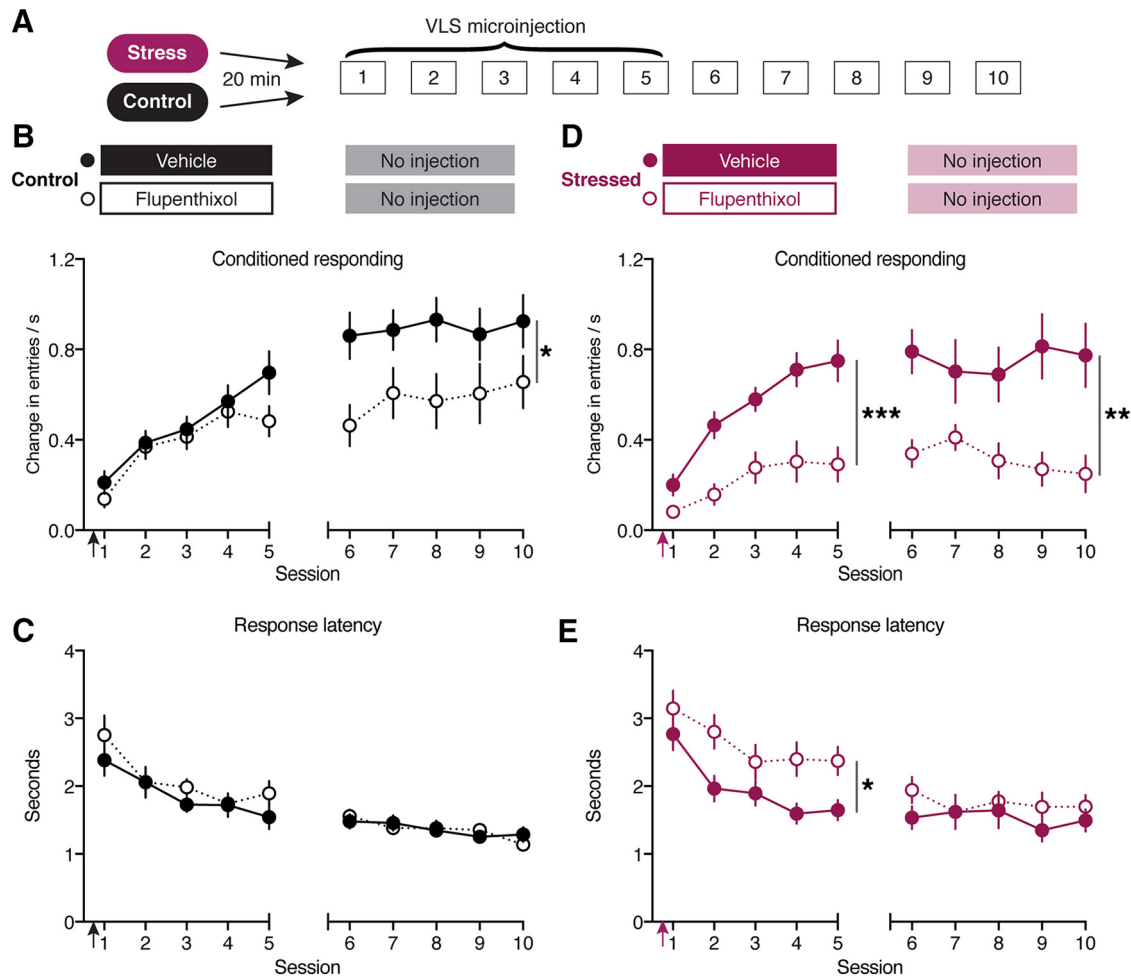 A
Stress
Control
20 min
VLS microinjection
1 2 3 4 5 6 7 8 9 10
B
Control
Vehicle
No injection
Flupenthixol
No injection
Conditioned responding
Change in entries / s
1.2
0.8
0.4
0.0
*
1 2 3 4 5 6 7 8 9 10
Session
D
Stressed
Vehicle
No injection
Flupenthixol
No injection
Conditioned responding
Change in entries / s
1.2
0.8
0.4
0.0
***
**
1 2 3 4 5 6 7 8 9 10
Session
C
Response latency
Seconds
4
3
2
1
0
1 2 3 4 5 6 7 8 9 10
Session
E
Response latency
Seconds
4
3
2
1
0
*
1 2 3 4 5 6 7 8 9 10
Session